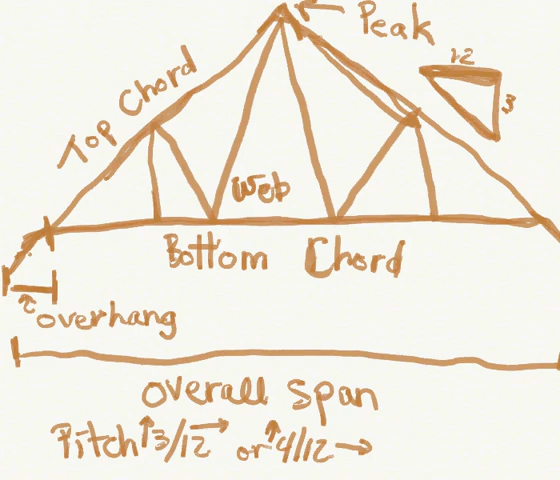 Peak
12
3
Top Chord
Web
Bottom Chord
overhang
overall span
Pitch↑3/12→ or↑4/12→